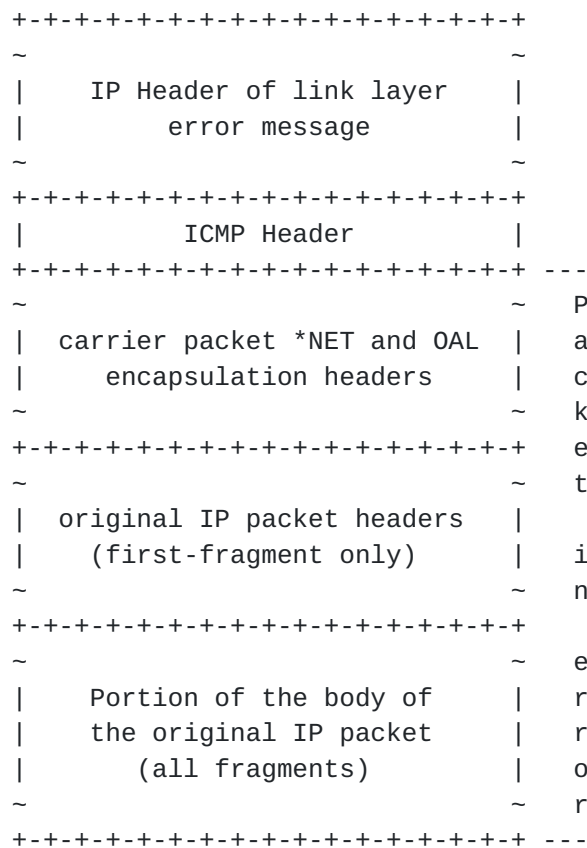 +-+-+-+-+-+-+-+-+-+-+-+-+-+-+-+-+
~                               ~
|     IP Header of link layer    |
|          error message         |
~                               ~
+-+-+-+-+-+-+-+-+-+-+-+-+-+-+-+-+
|           ICMP Header          |
+-+-+-+-+-+-+-+-+-+-+-+-+-+-+-+-+ ---
~                               ~   P
|  carrier packet *NET and OAL  |   a
|     encapsulation headers     |   c
~                               ~   k
+-+-+-+-+-+-+-+-+-+-+-+-+-+-+-+-+   e
~                               ~   t
|  original IP packet headers   |
|    (first-fragment only)      |   i
~                               ~   n
+-+-+-+-+-+-+-+-+-+-+-+-+-+-+-+-+
~                               ~   e
|    Portion of the body of     |   r
|    the original IP packet     |   r
|       (all fragments)         |   o
~                               ~   r
+-+-+-+-+-+-+-+-+-+-+-+-+-+-+-+-+ ---